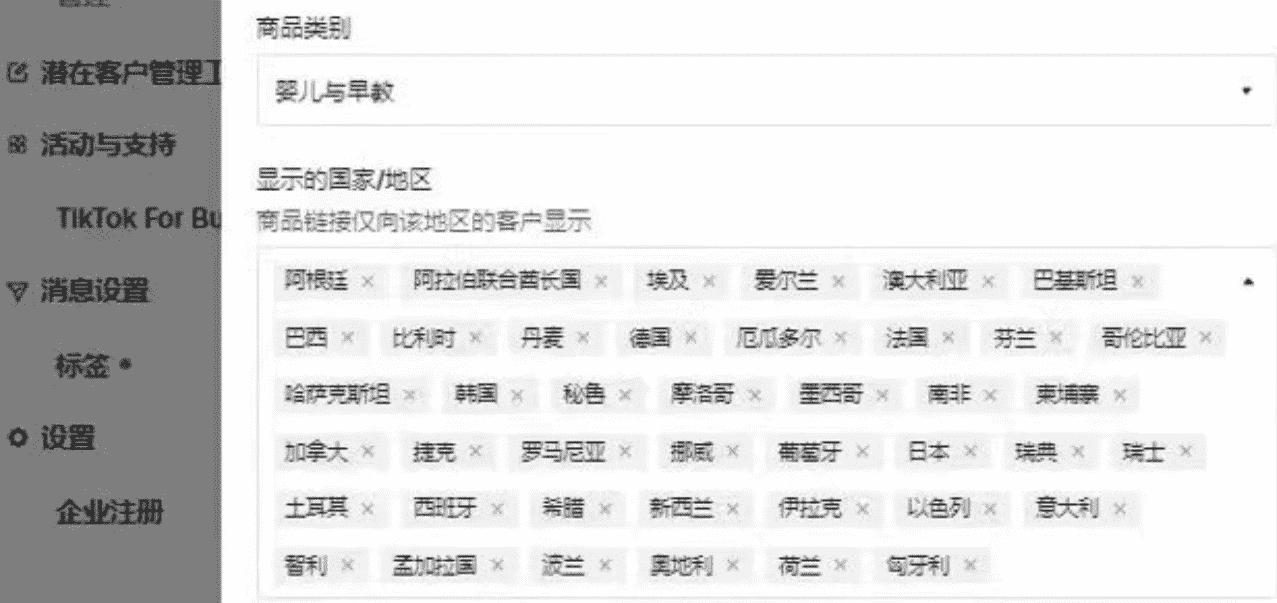 管理
潜在客户管理工
活动与支持
TikTok For Bu
消息设置
标签
设置
企业注册
商品类别
婴儿与早教
显示的国家/地区
商品链接仅向该地区的客户显示
阿根廷 × 阿拉伯联合酋长国 × 埃及 × 爱尔兰 × 澳大利亚 × 巴基斯坦 ×
巴西 × 比利时 × 丹麦 × 德国 × 厄瓜多尔 × 法国 × 芬兰 × 哥伦比亚 ×
哈萨克斯坦 × 韩国 × 秘鲁 × 摩洛哥 × 墨西哥 × 南非 × 柬埔寨 ×
加拿大 × 捷克 × 罗马尼亚 × 挪威 × 葡萄牙 × 日本 × 瑞典 × 瑞士 ×
土耳其 × 西班牙 × 希腊 × 新西兰 × 伊拉克 × 以色列 × 意大利 ×
智利 × 孟加拉国 × 波兰 × 奥地利 × 荷兰 × 匈牙利 ×